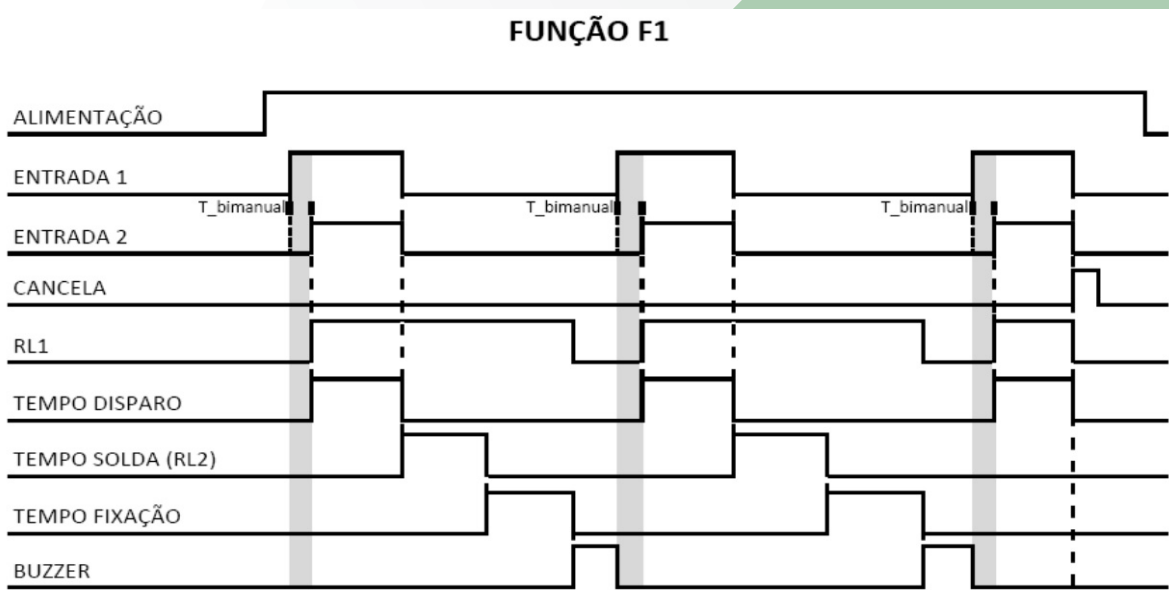 FUNÇÃO F1
ALIMENTAÇÃO
ENTRADA 1
T_bimanual T_bimanual T_bimanual
ENTRADA 2
CANCELA
RL1
TEMPO DISPARO
TEMPO SOLDA (RL2)
TEMPO FIXAÇÃO
BUZZER